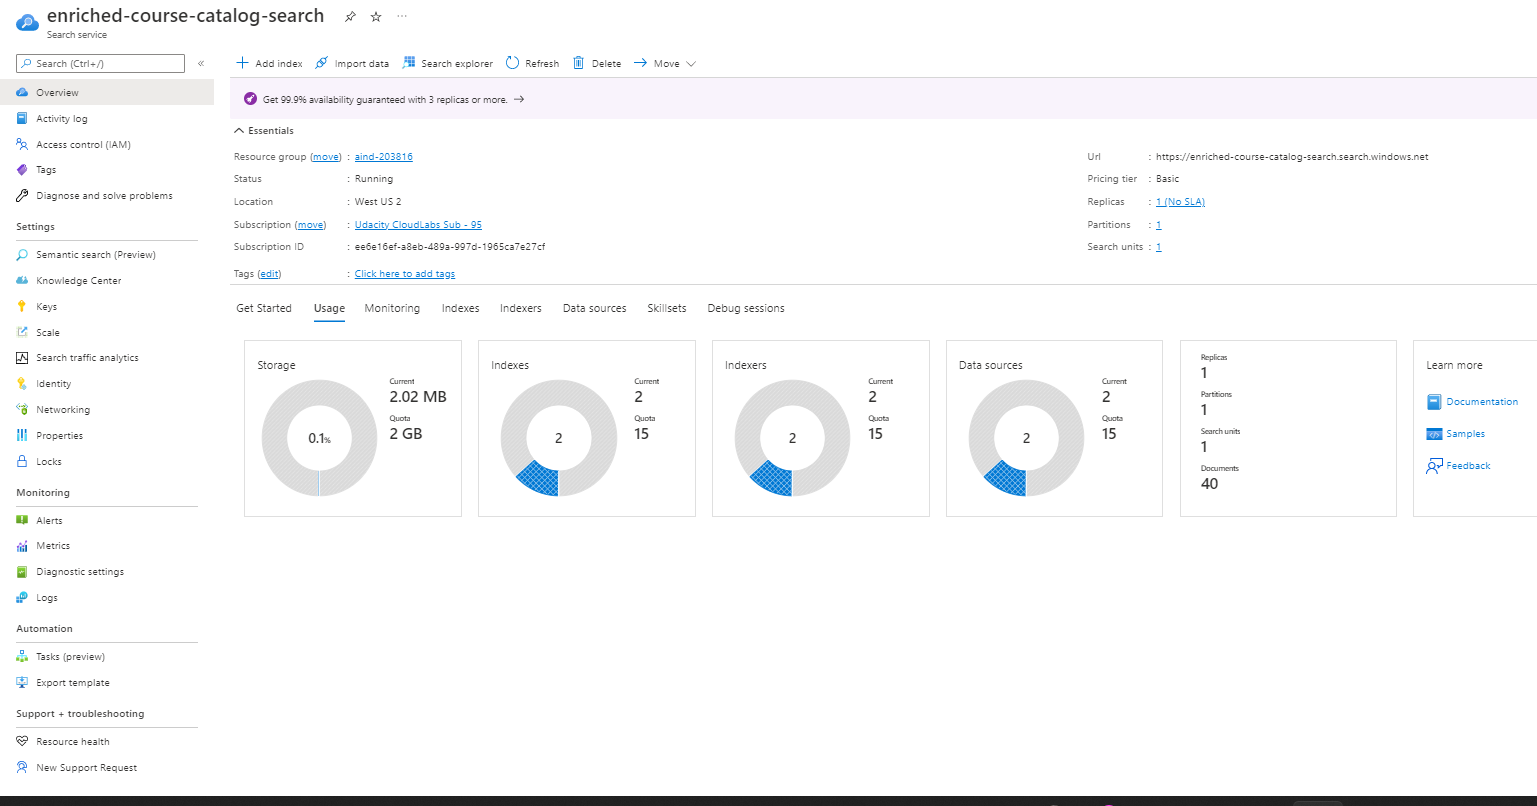 enriched-course-catalog-search
Search service
Search (Ctrl+/)
«
Overview
Activity log
Access control (IAM)
Tags
Diagnose and solve problems
Settings
Semantic search (Preview)
Knowledge Center
Keys
Scale
Search traffic analytics
Identity
Networking
Properties
Locks
Monitoring
Alerts
Metrics
Diagnostic settings
Logs
Automation
Tasks (preview)
Export template
Support + troubleshooting
Resource health
New Support Request
Add index Import data Search explorer Refresh Delete Move
Get 99.9% availability guaranteed with 3 replicas or more. →
Essentials
Resource group (move) : aind-203816
Status : Running
Location : West US 2
Subscription (move) : Udacity CloudLabs Sub - 95
Subscription ID : ee6e16ef-a8eb-489a-997d-1965ca7e27cf
Tags (edit) : Click here to add tags
Url : https://enriched-course-catalog-search.search.windows.net
Pricing tier : Basic
Replicas : 1 (No SLA)
Partitions : 1
Search units : 1
Get Started Usage Monitoring Indexes Indexers Data sources Skillsets Debug sessions
Storage
0.1%
Current
2.02 MB
Quota
2 GB
Indexes
2
Current
2
Quota
15
Indexers
2
Current
2
Quota
15
Data sources
2
Current
2
Quota
15
Replicas
1
Partitions
1
Search units
1
Documents
40
Learn more
Documentation
Samples
Feedback